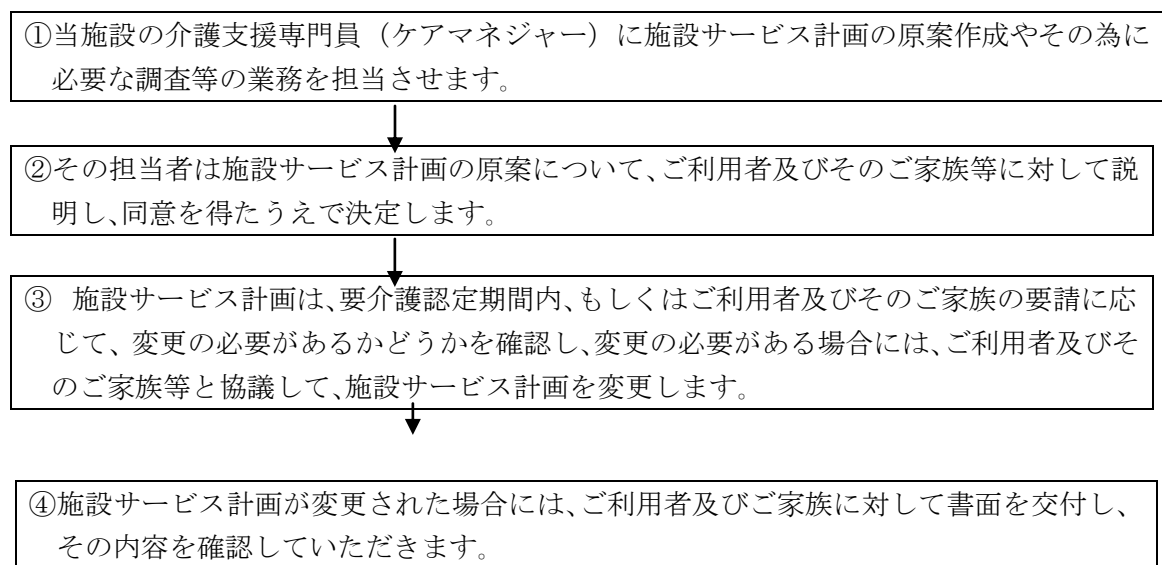 ①当施設の介護支援専門員（ケアマネジャー）に施設サービス計画の原案作成やその為に
必要な調査等の業務を担当させます。
②その担当者は施設サービス計画の原案について、ご利用者及びそのご家族等に対して説
明し、同意を得たうえで決定します。
③ 施設サービス計画は、要介護認定期間内、もしくはご利用者及びそのご家族の要請に応
じて、変更の必要があるかどうかを確認し、変更の必要がある場合には、ご利用者及びそ
のご家族等と協議して、施設サービス計画を変更します。
④施設サービス計画が変更された場合には、ご利用者及びご家族に対して書面を交付し、
その内容を確認していただきます。